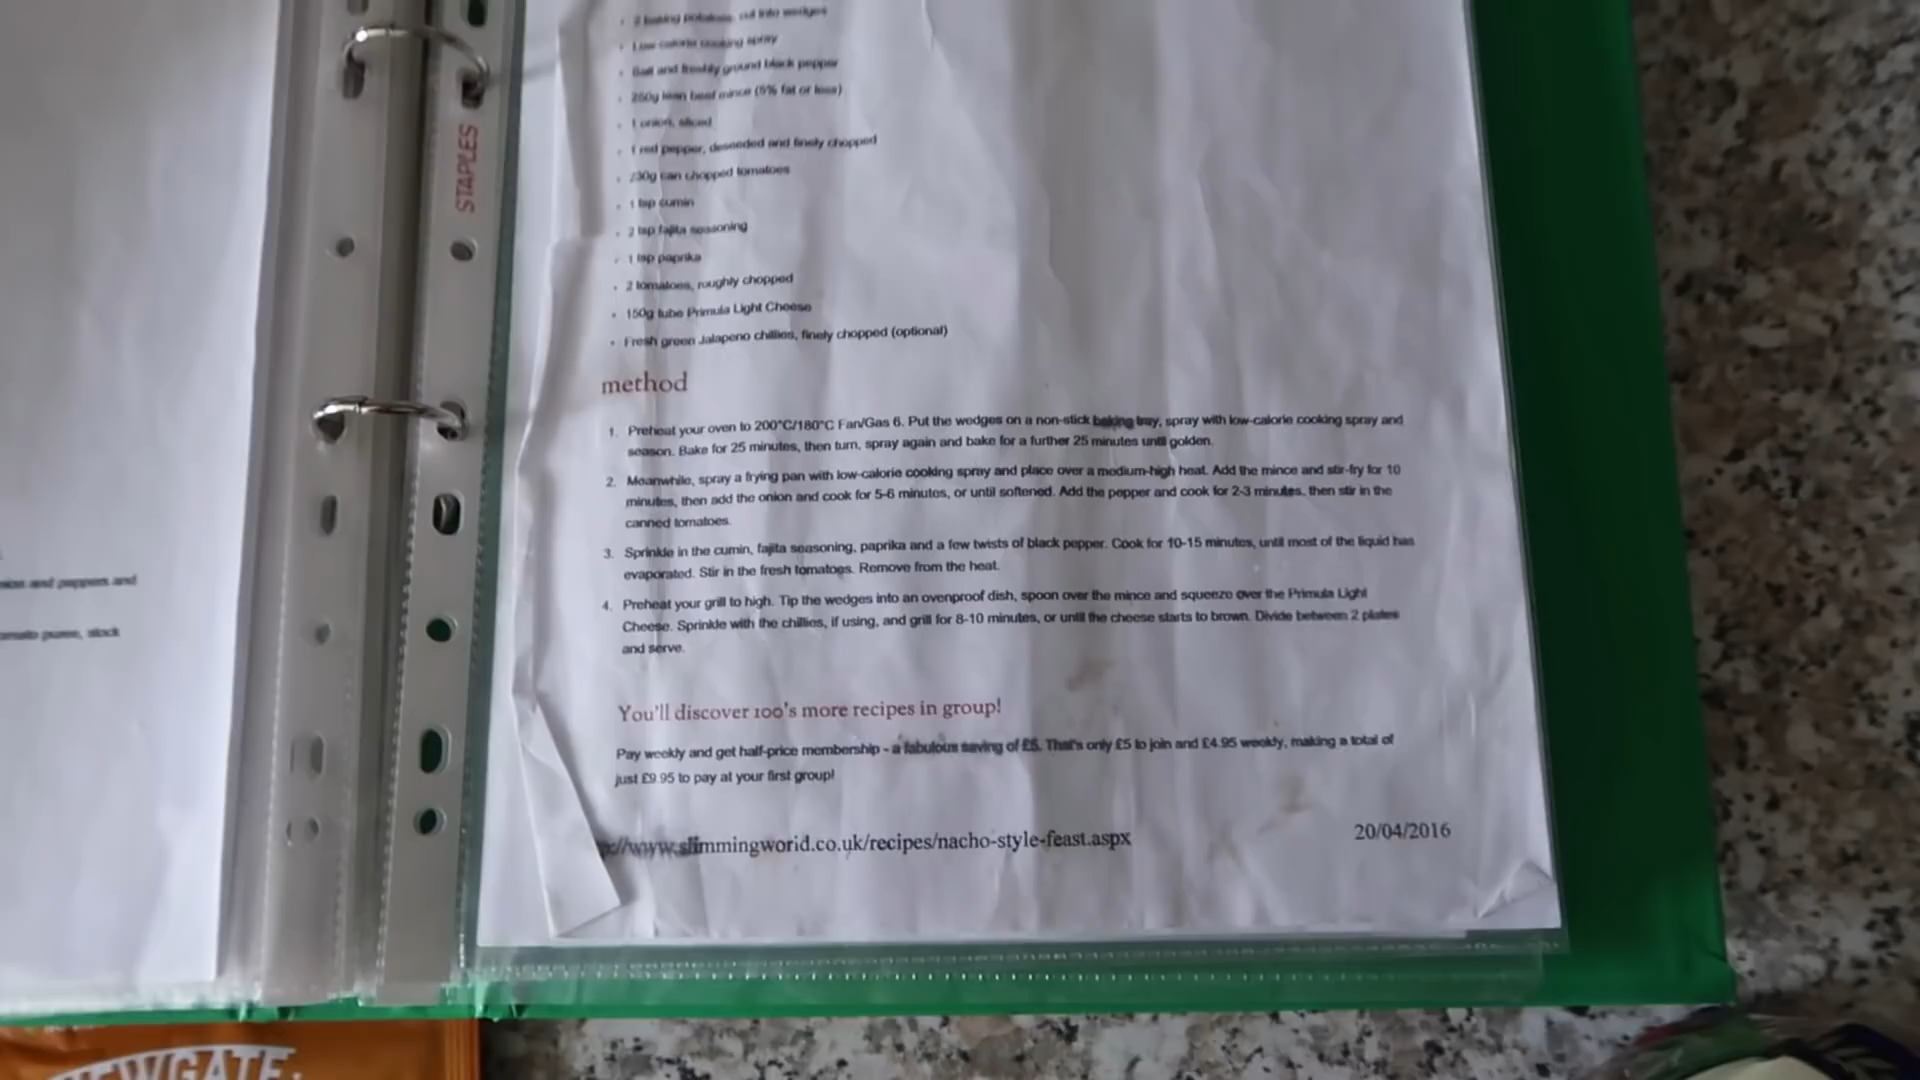 sion and peppers and
stock
STAPLES
2 baking potatoes, cut into wedges
Low calorie cooking spray
Salt and freshly ground black pepper
250g lean beef mince (5% fat or less)
1 onion, sliced
1 red pepper, deseeded and finely chopped
230g can chopped tomatoes
1 tsp cumin
2 tsp fajita seasoning
1 tsp paprika
2 tomatoes, roughly chopped
150g tube Primula Light Cheese
Fresh green Jalapeno chillies, finely chopped (optional)
method
1. Preheat your oven to 200°C/180°C Fan/Gas 6. Put the wedges on a non-stick baking tray, spray with low-calorie cooking spray and
season. Bake for 25 minutes, then turn, spray again and bake for a further 25 minutes until golden.
2. Meanwhile, spray a frying pan with low-calorie cooking spray and place over a medium-high heat. Add the mince and stir-fry for 10
minutes, then add the onion and cook for 5-6 minutes, or until softened. Add the pepper and cook for 2-3 minutes, then stir in the
canned tomatoes.
3. Sprinkle in the cumin, fajita seasoning, paprika and a few twists of black pepper. Cook for 10-15 minutes, until most of the liquid has
evaporated. Stir in the fresh tomatoes. Remove from the heat.
4. Preheat your grill to high. Tip the wedges into an ovenproof dish, spoon over the mince and squeeze over the Primula Light
Cheese. Sprinkle with the chillies, if using, and grill for 8-10 minutes, or until the cheese starts to brown. Divide between 2 plates
and serve.
You'll discover 100's more recipes in group!
Pay weekly and get half-price membership - a fabulous saving of £5. That's only £5 to join and £4.95 weekly, making a total of
just £9.95 to pay at your first group!
://www.slimmingworld.co.uk/recipes/nacho-style-feast.aspx
20/04/2016
EWGATE